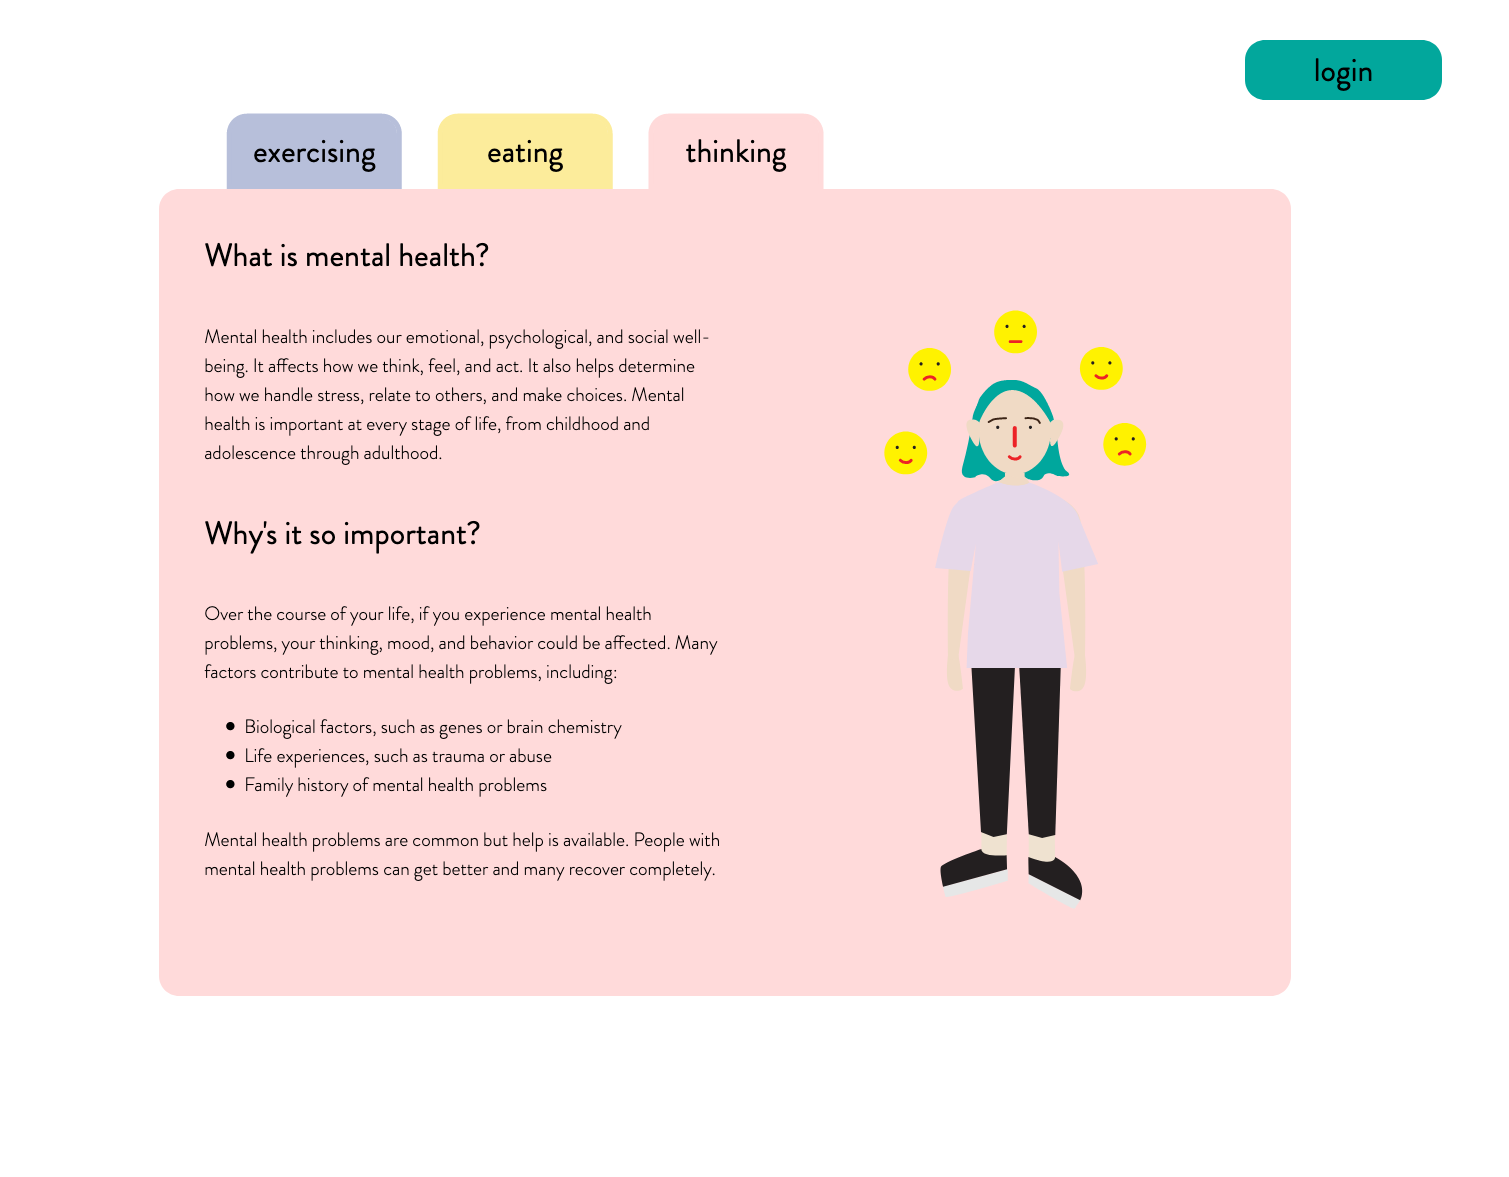 login
exercising
eating
thinking
What is mental health?
Mental health includes our emotional, psychological, and social well-
being. It affects how we think, feel, and act. It also helps determine
how we handle stress, relate to others, and make choices. Mental
health is important at every stage of life, from childhood and
adolescence through adulthood.
Why's it so important?
Over the course of your life, if you experience mental health
problems, your thinking, mood, and behavior could be affected. Many
factors contribute to mental health problems, including:
● Biological factors, such as genes or brain chemistry
● Life experiences, such as trauma or abuse
● Family history of mental health problems
Mental health problems are common but help is available. People with
mental health problems can get better and many recover completely.